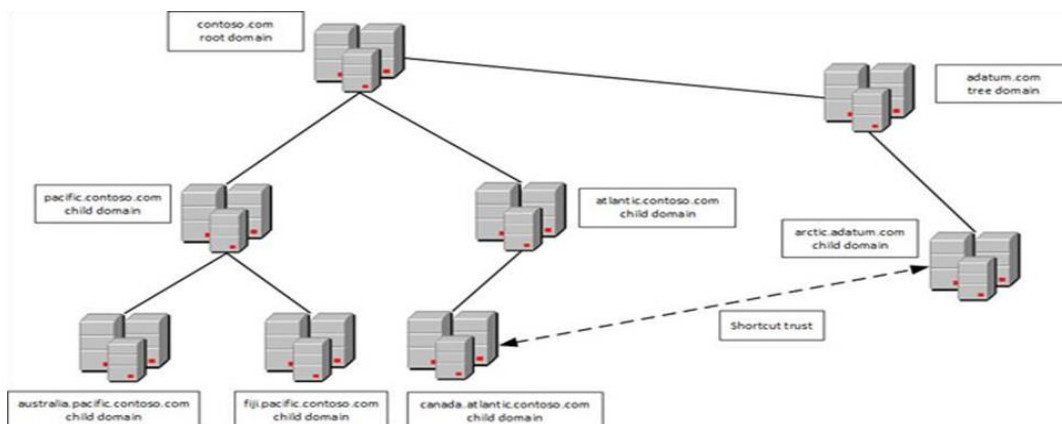 contoso.com
root domain
adatum.com
tree domain
pacific.contoso.com
child domain
atlantic.contoso.com
child domain
arctic.adatum.com
child domain
Shortcut trust
australia.pacific.contoso.com
child domain
fiji.pacific.contoso.com
child domain
canada.atlantic.contoso.com
child domain